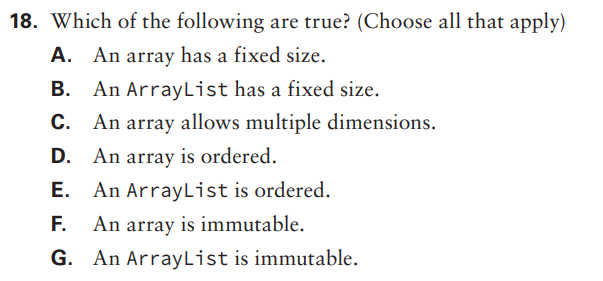 18. Which of the following are true? (Choose all that apply)
A. An array has a fixed size.
B. An ArrayList has a fixed size.
C. An array allows multiple dimensions.
D. An array is ordered.
E. An ArrayList is ordered.
F. An array is immutable.
G. An ArrayList is immutable.